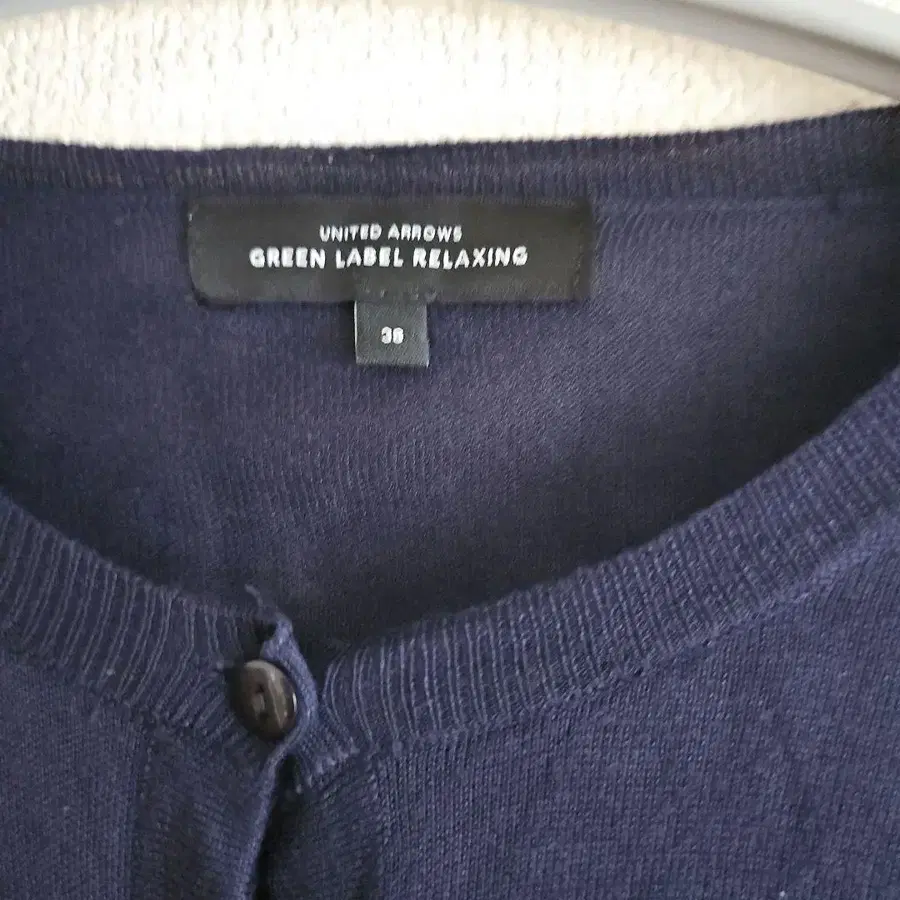 UNITED ARROWS
GREEN LABEL RELAXING
38